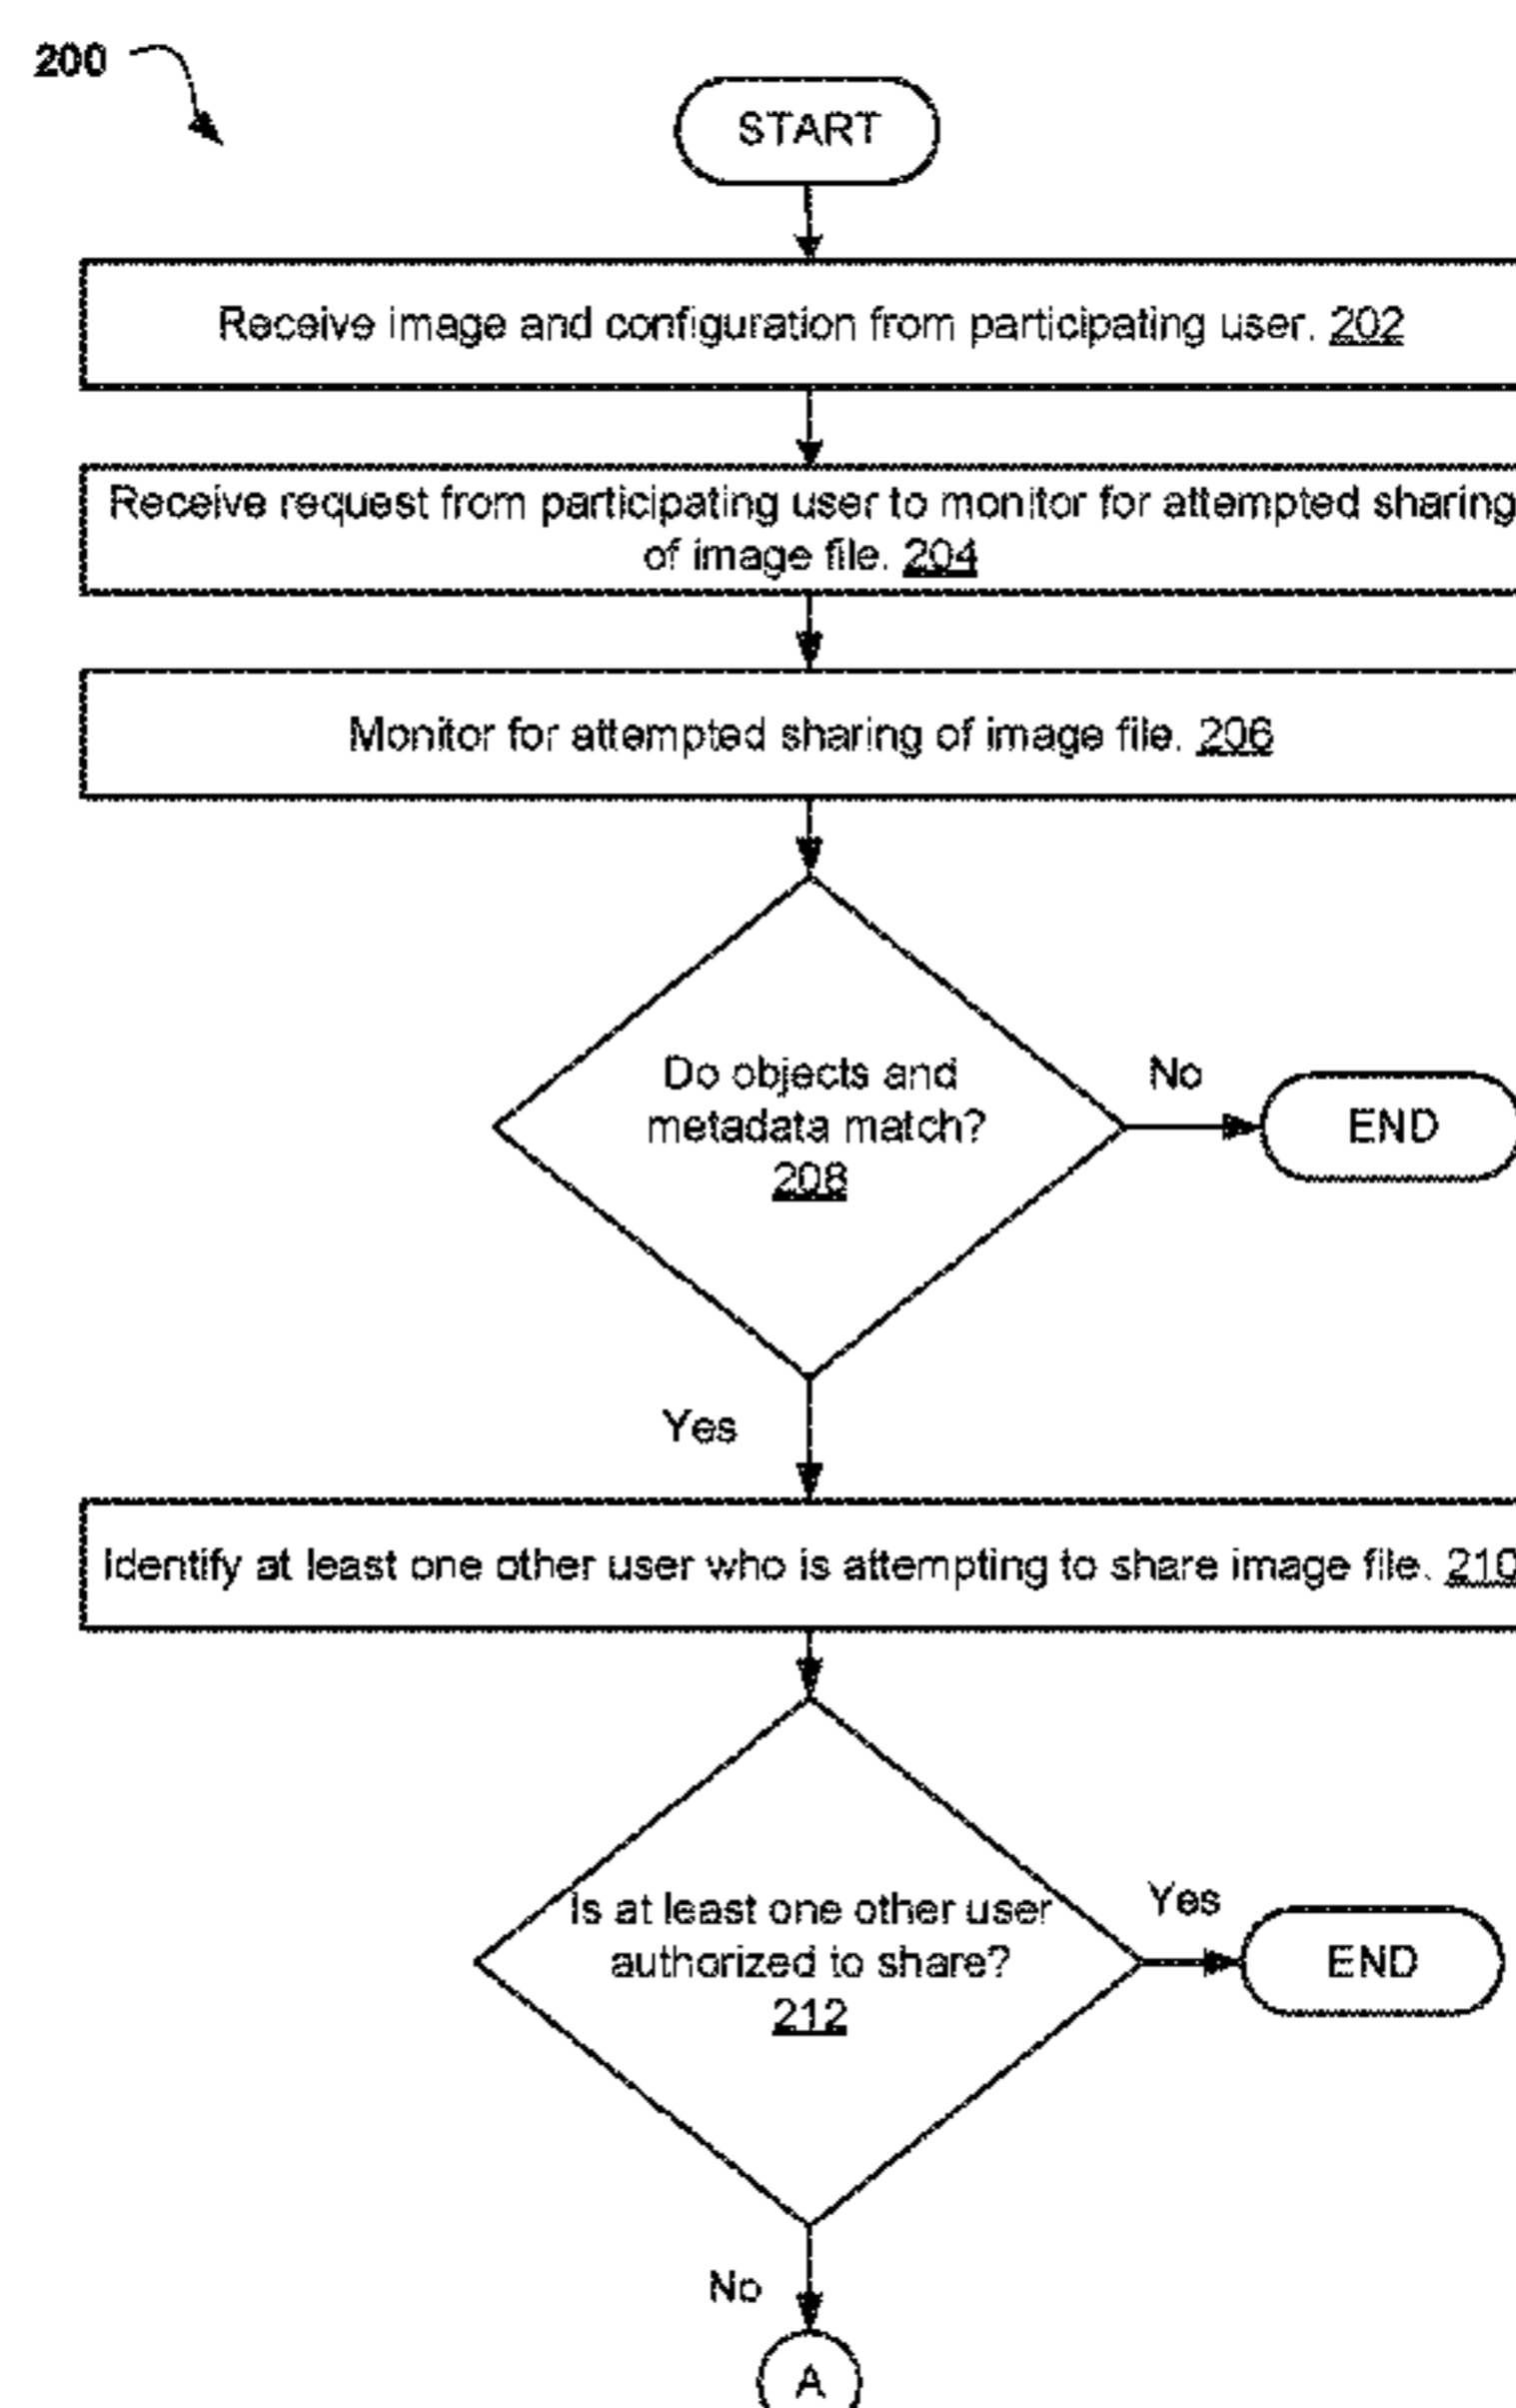 200
START
Receive image and configuration from participating user. 202
Receive request from participating user to monitor for attempted sharing
of image file. 204
Monitor for attempted sharing of image file. 206
Do objects and
metadata match?
208
No
END
Yes
Identify at least one other user who is attempting to share image file. 210
Is at least one other user
authorized to share?
212
Yes
END
No
A